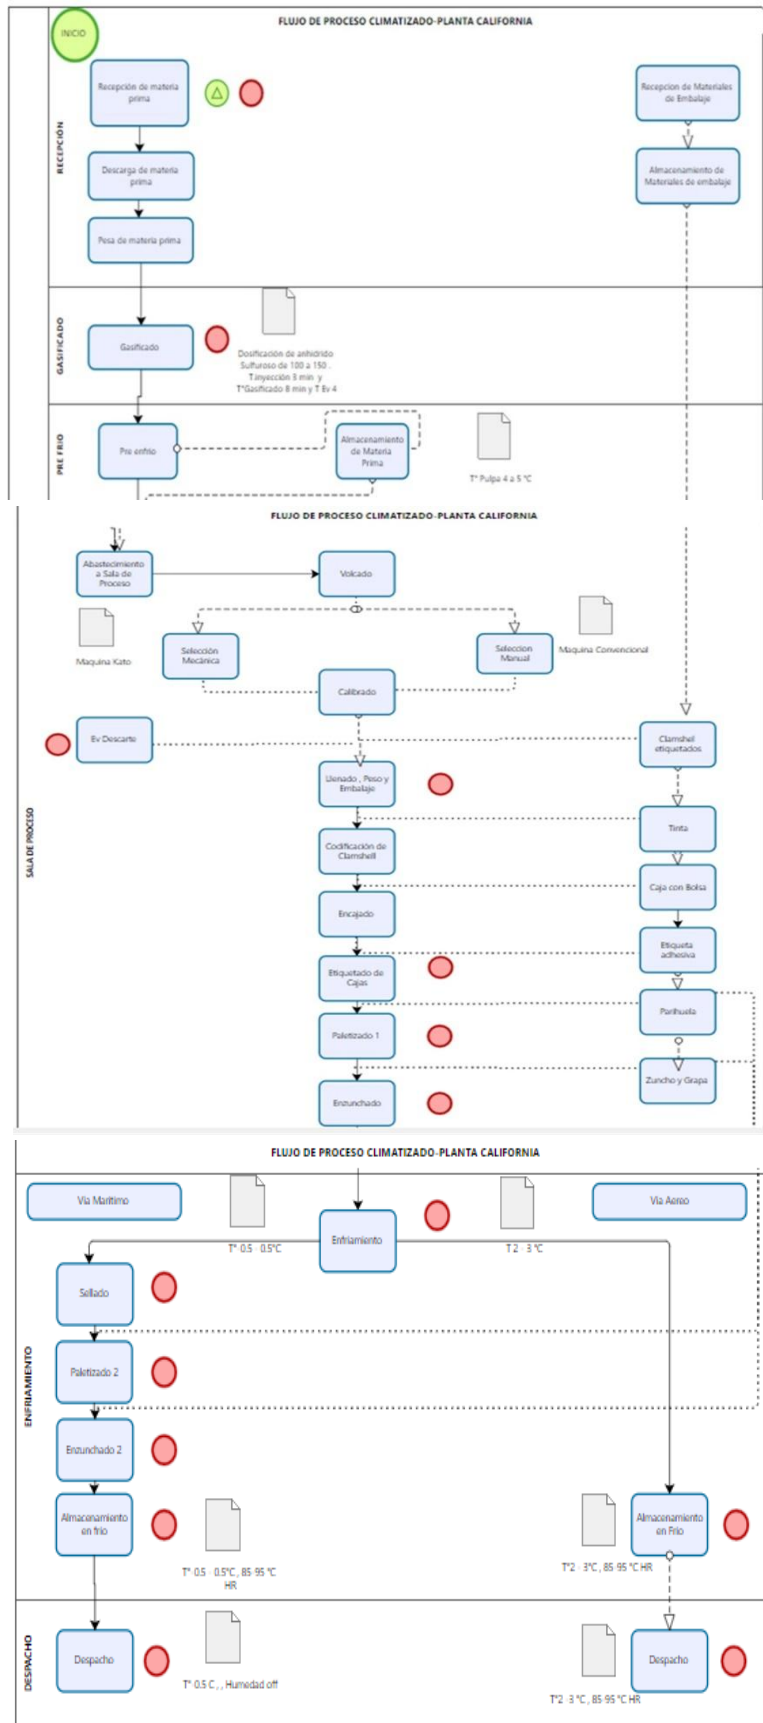 FLUJO DE PROCESO CLIMATIZADO-PLANTA CALIFORNIA
INICIO
RECEPCIÓN
Recepción de materia
prima
Descarga de materia
prima
Pesa de materia prima
Recepcion de Materiales
de Embalaje
Almacenamiento de
Materiales de embalaje
GASIFICADO
Gasificado
Dosificación de anhidrido
Sulfuroso de 100 a 150 .
T.inyección 3 min y
T°Gasificado 8 min y T Ev 4
PRE FRIO
Pre enfrio
Almacenamiento
de Materia
Prima
T° Pulpa 4 a 5 °C
FLUJO DE PROCESO CLIMATIZADO-PLANTA CALIFORNIA
SALA DE PROCESO
Abastecimiento
a Sala de
Proceso
Volcado
Maquina Kato
Selección
Mecánica
Seleccion
Manual
Maquina Convencional
Calibrado
Ev Descarte
Clamshel
etiquetados
Llenado , Peso y
Embalaje
Tinta
Codificación de
Clamshell
Caja con Bolsa
Encajado
Etiqueta
adhesiva
Etiquetado de
Cajas
Parihuela
Paletizado 1
Zuncho y Grapa
Enzunchado
FLUJO DE PROCESO CLIMATIZADO-PLANTA CALIFORNIA
ENFRIAMIENTO
Via Maritimo
Via Aereo
Enfriamiento
T° 0.5 - 0.5°C
T 2 - 3 °C
Sellado
Paletizado 2
Enzunchado 2
Almacenamiento
en frio
T° 0.5 - 0.5°C , 85-95 °C
HR
Almacenamiento
en Frio
T°2 - 3°C , 85-95 °C HR
DESPACHO
Despacho
T° 0.5 C , , Humedad off
Despacho
T°2 -3 °C , 85-95 °C HR